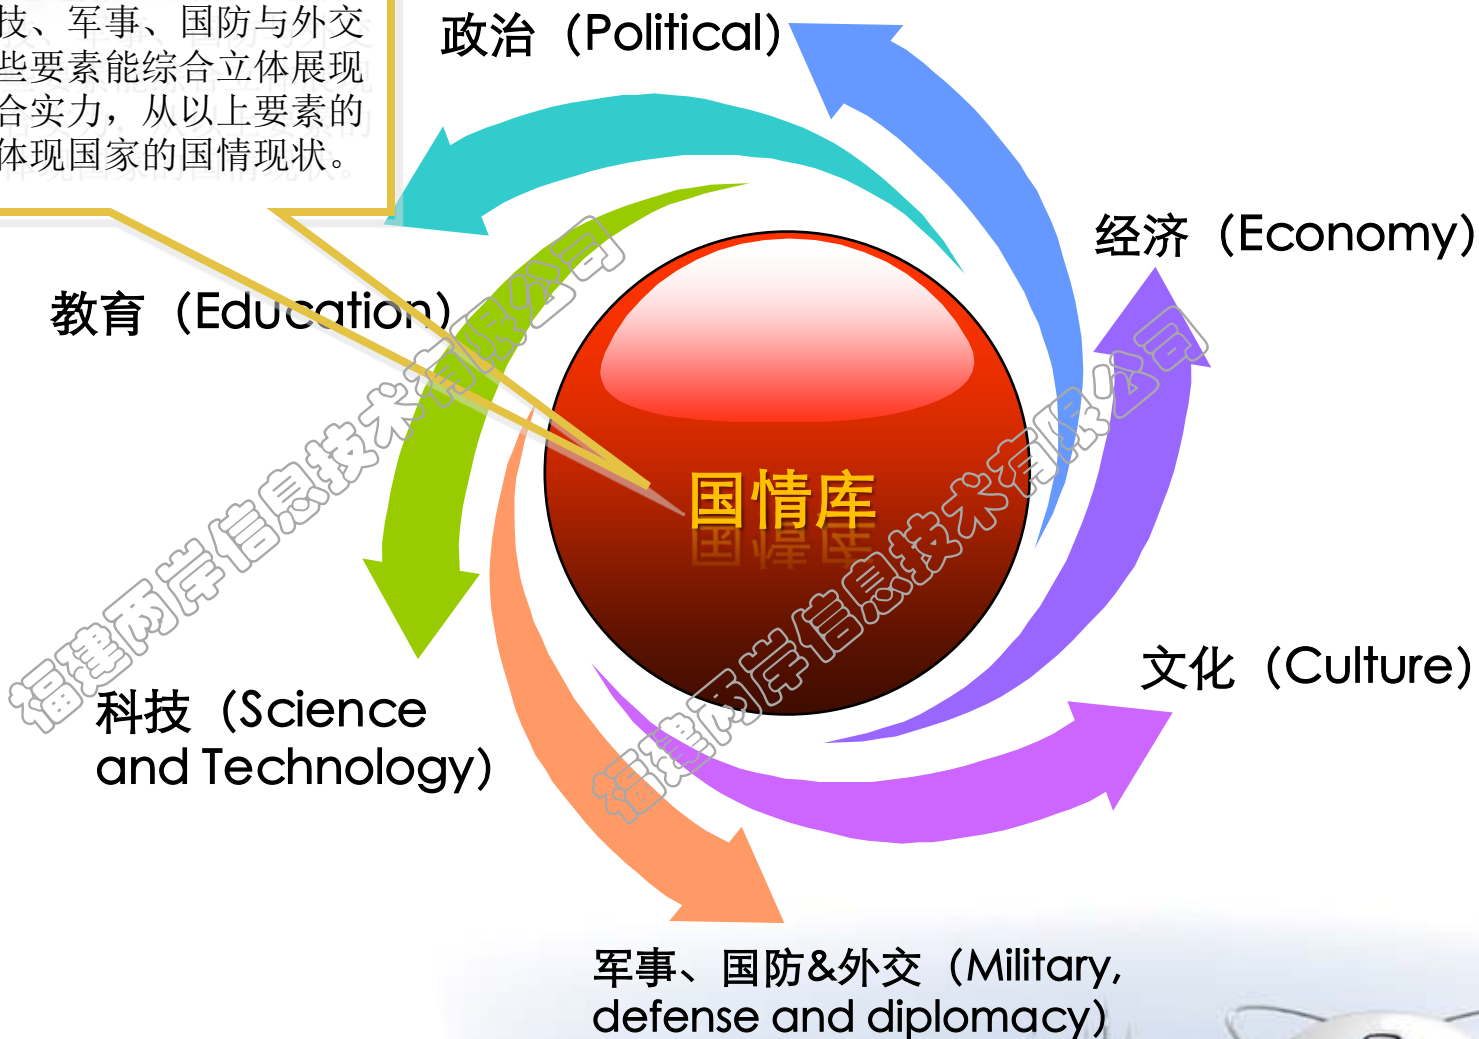 技、军事、国防与外交
些要素能综合立体展现
合实力，从以上要素的
体现国家的国情现状。
政治（Political）
经济（Economy）
教育（Education）
国情库
文化（Culture）
科技（Science
and Technology）
军事、国防&外交（Military,
defense and diplomacy）
福建两岸信息技术有限公司
福建两岸信息技术有限公司